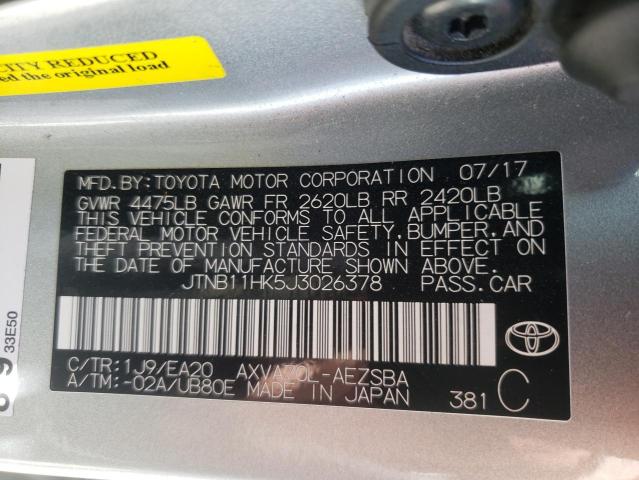 CITY REDUCED
ed the original load
MFD.BY:TOYOTA MOTOR CORPORATION 07/17
GVWR 4475LB GAWR FR 2620LB RR 2420LB
THIS VEHICLE CONFORMS TO ALL APPLICABLE
FEDERAL MOTOR VEHICLE SAFETY,BUMPER,AND
THEFT PREVENTION STANDARDS IN EFFECT ON
THE DATE OF MANUFACTURE SHOWN ABOVE.
JTNB11HK5J3026378 PASS.CAR
C/TR:1J9/EA20 AXVA70L-AEZSBA
A/TM:-02A/UB80E MADE IN JAPAN 381 C
TOYOTA
33E50